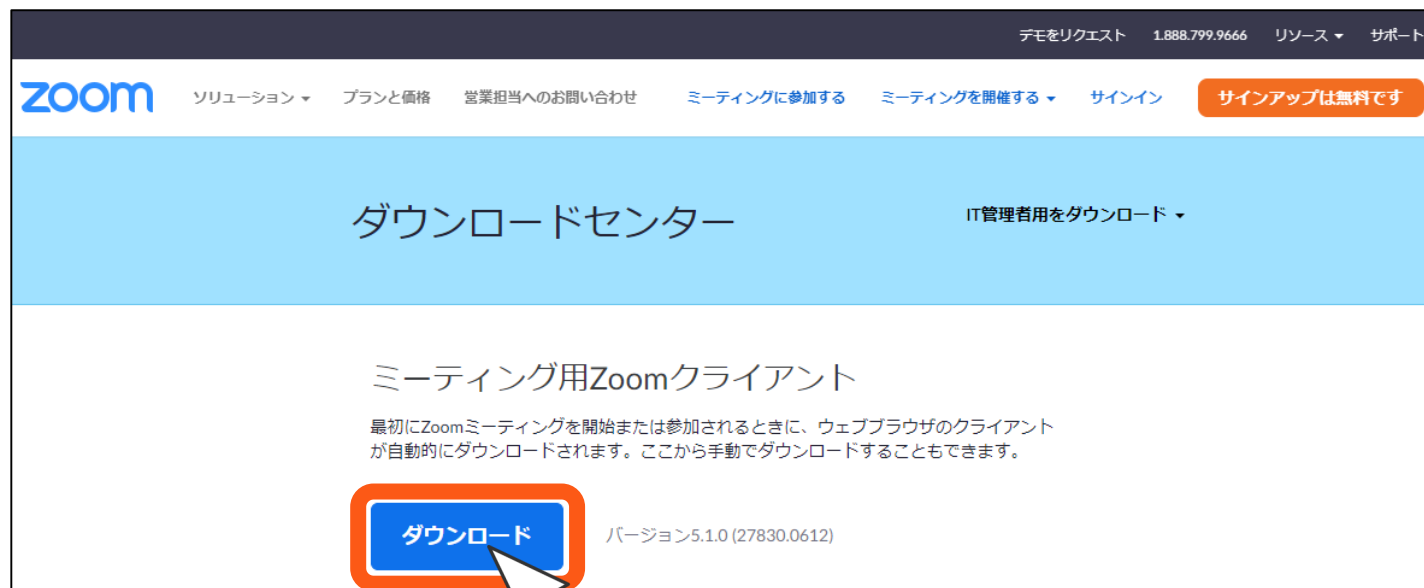 デモをリクエスト 1.888.799.9666 リソース サポート
zoom ソリューション プランと価格 営業担当へのお問い合わせ ミーティングに参加する ミーティングを開催する サインイン サインアップは無料です
ダウンロードセンター IT管理者用をダウンロード
ミーティング用Zoomクライアント
最初にZoomミーティングを開始または参加されるときに、ウェブブラウザのクライアント
が自動的にダウンロードされます。ここから手動でダウンロードすることもできます。
ダウンロード バージョン5.1.0 (27830.0612)